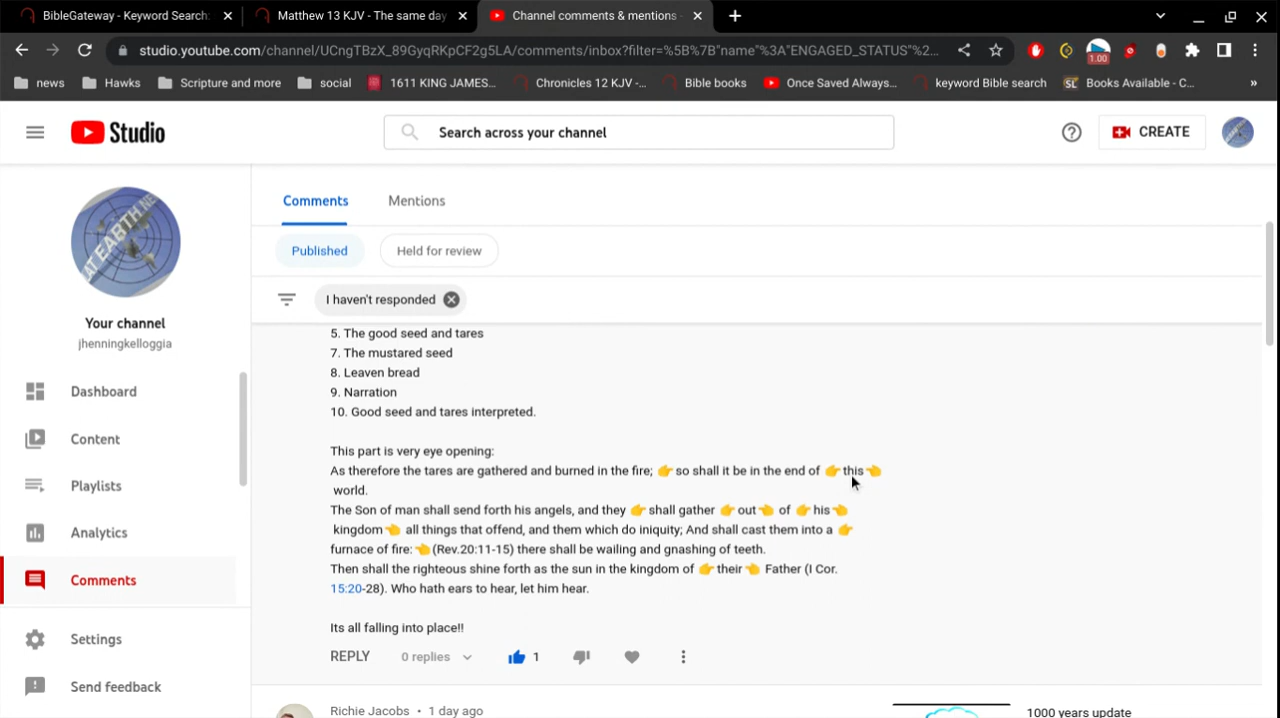 BibleGateway - Keyword Search:
Matthew 13 KJV - The same day
Channel comments & mentions -
studio.youtube.com/channel/UCngTBzX_89GyqRKpCF2g5LA/comments/inbox?filter=%5B%7B"name"%3A"ENGAGED_STATUS"%2...
1.00
news
Hawks
Scripture and more
social
1611 KING JAMES...
Chronicles 12 KJV -...
Bible books
Once Saved Always...
keyword Bible search
SL Books Available - C...
»
Studio
Search across your channel
CREATE
AT EARTH NE
Your channel
jhenningkelloggia
Dashboard
Content
Playlists
Analytics
Comments
Settings
Send feedback
Comments
Mentions
Published
Held for review
I haven't responded
5. The good seed and tares
7. The mustared seed
8. Leaven bread
9. Narration
10. Good seed and tares interpreted.
This part is very eye opening:
As therefore the tares are gathered and burned in the fire; 👉 so shall it be in the end of 👉 this 👈
world.
The Son of man shall send forth his angels, and they 👉 shall gather 👉 out 👈 of 👉 his 👈
kingdom 👈 all things that offend, and them which do iniquity; And shall cast them into a 👉
furnace of fire: 👈 (Rev.20:11-15) there shall be wailing and gnashing of teeth.
Then shall the righteous shine forth as the sun in the kingdom of 👉 their 👈 Father (I Cor.
15:20-28). Who hath ears to hear, let him hear.
Its all falling into place!!
REPLY
0 replies
1
Richie Jacobs • 1 day ago
1000 years update